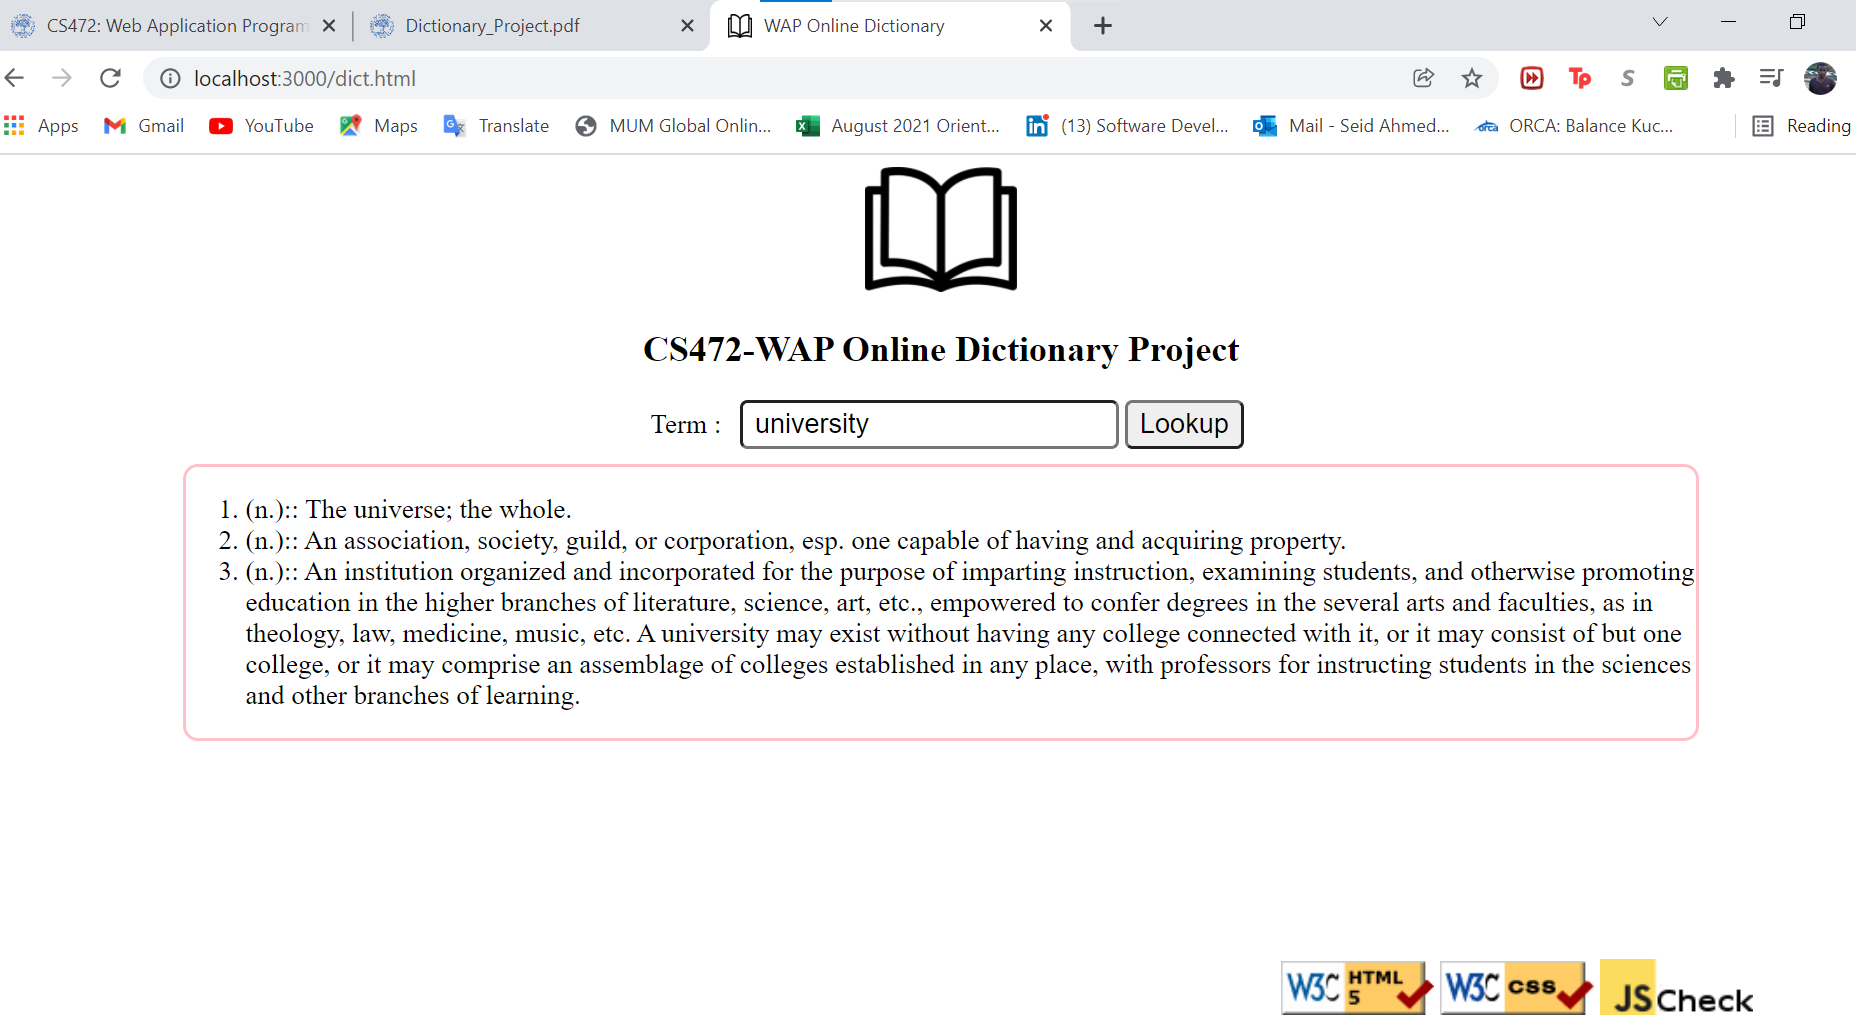 CS472: Web Application Program
Dictionary_Project.pdf
WAP Online Dictionary
localhost:3000/dict.html
Tp
S
Apps
Gmail
YouTube
Maps
Translate
MUM Global Onlin...
August 2021 Orient...
(13) Software Devel...
Mail - Seid Ahmed...
ORCA: Balance Kuc...
Reading
CS472-WAP Online Dictionary Project
Term :
university
Lookup
1. (n.):: The universe; the whole.
2. (n.):: An association, society, guild, or corporation, esp. one capable of having and acquiring property.
3. (n.):: An institution organized and incorporated for the purpose of imparting instruction, examining students, and otherwise promoting
education in the higher branches of literature, science, art, etc., empowered to confer degrees in the several arts and faculties, as in
theology, law, medicine, music, etc. A university may exist without having any college connected with it, or it may consist of but one
college, or it may comprise an assemblage of colleges established in any place, with professors for instructing students in the sciences
and other branches of learning.
W3C HTML 5
W3C css
JS Check